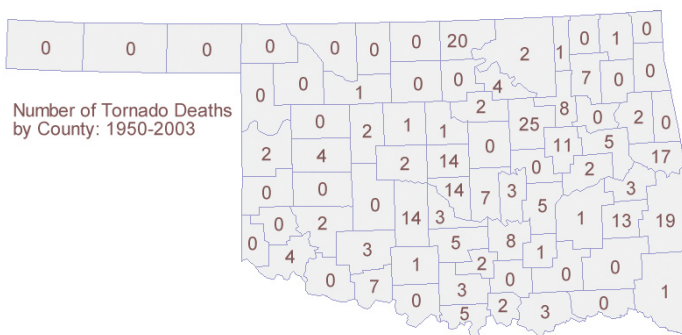 0 0 0 0 0 0 0 20 2 1 0 1 0
0 0 1 0 0 4 7 0 0
Number of Tornado Deaths
by County: 1950-2003
0 2 1 1 2 25 8 0 2 0
2 4 2 14 0 0 11 2 5 17
0 0 0 14 7 3 5 3
0 2 14 3 1 13 19
0 4 3 5 8 1
0 7 1 2 0 0 0 1
0 3 2 3 0
5